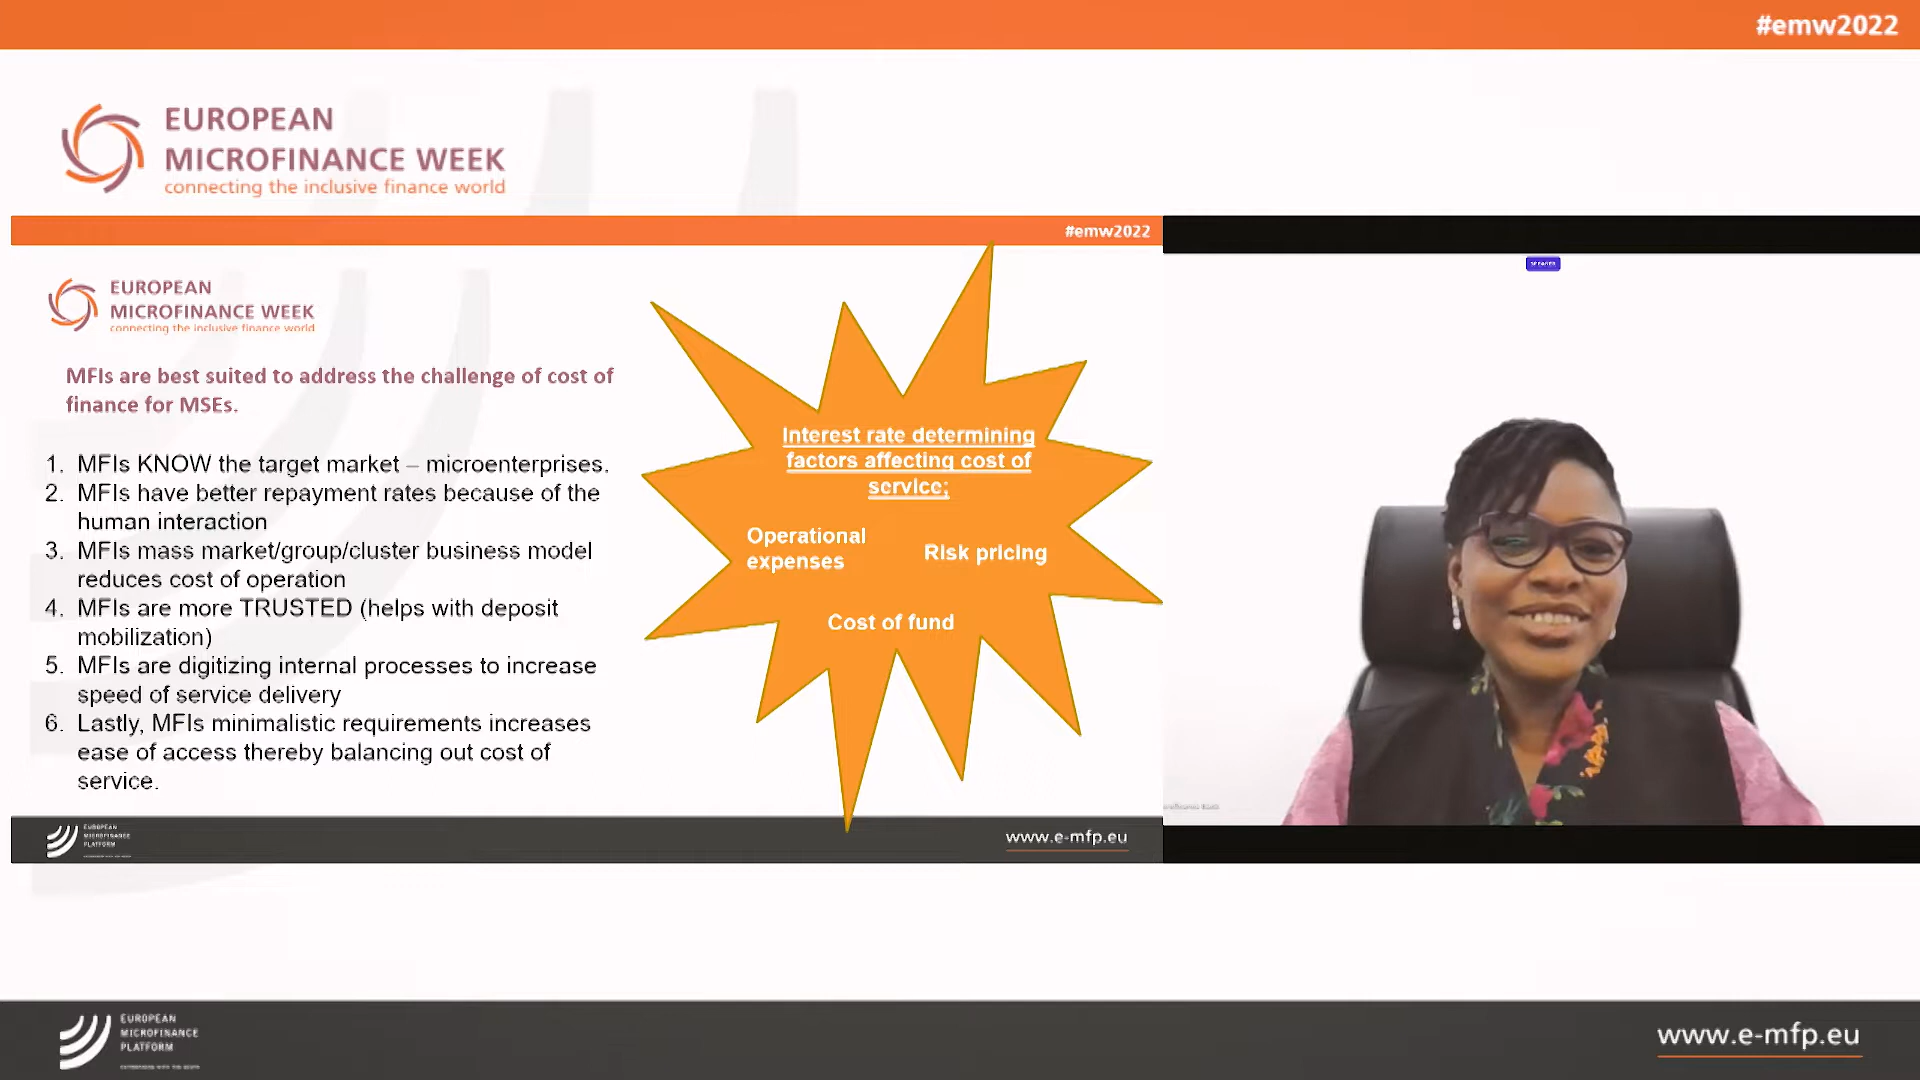 #emw2022
EUROPEAN
MICROFINANCE WEEK
connecting the inclusive finance world
#emw2022
EUROPEAN
MICROFINANCE WEEK
connecting the inclusive finance world
MFIs are best suited to address the challenge of cost of
finance for MSEs.
1. MFIs KNOW the target market – microenterprises.
2. MFIs have better repayment rates because of the
human interaction
3. MFIs mass market/group/cluster business model
reduces cost of operation
4. MFIs are more TRUSTED (helps with deposit
mobilization)
5. MFIs are digitizing internal processes to increase
speed of service delivery
6. Lastly, MFIs minimalistic requirements increases
ease of access thereby balancing out cost of
service.
Interest rate determining
factors affecting cost of
service;
Operational
expenses
Risk pricing
Cost of fund
SPEAKER
EUROPEAN
MICROFINANCE
PLATFORM
www.e-mfp.eu
EUROPEAN
MICROFINANCE
PLATFORM
www.e-mfp.eu